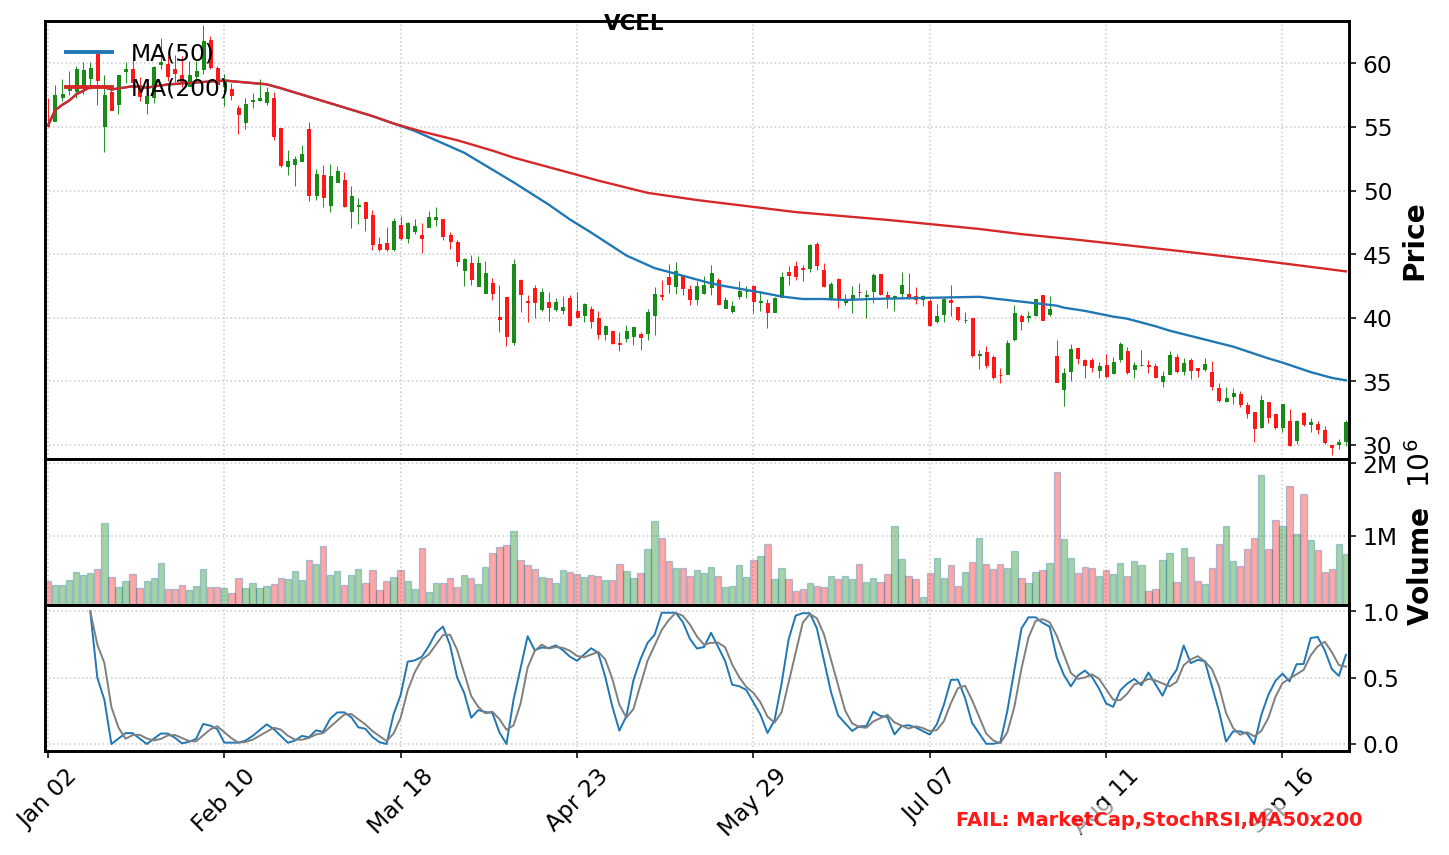 VCEL
MA(50)
MA(200)
60
55
50
45
40
35
30
Price
2M
1M
Volume 10^6
1.0
0.5
0.0
Jan 02
Feb 10
Mar 18
Apr 23
May 29
Jul 07
Aug 11
Sep 16
FAIL: MarketCap,StochRSI,MA50x200